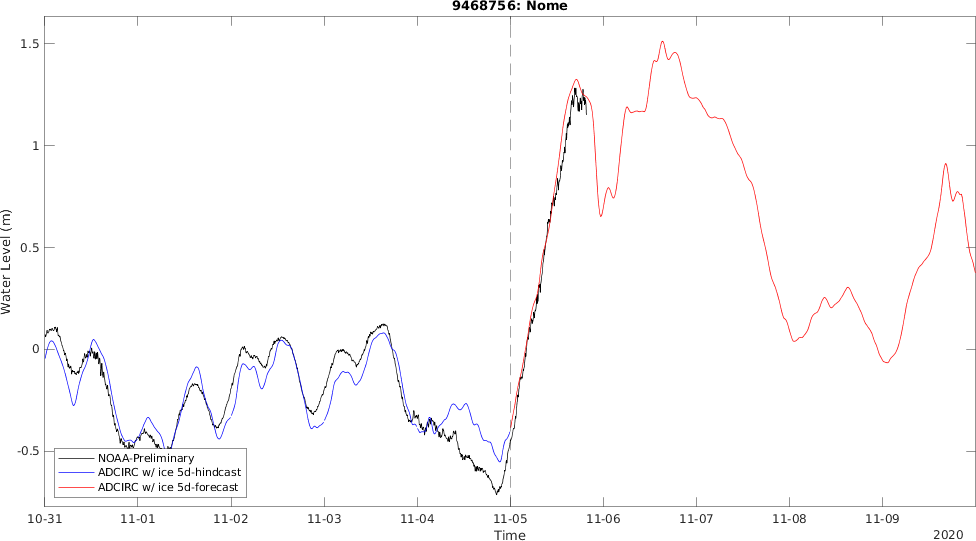 9468756: Nome
1.5
1
0.5
0
-0.5
Water Level (m)
NOAA-Preliminary
ADCIRC w/ ice 5d-hindcast
ADCIRC w/ ice 5d-forecast
10-31 11-01 11-02 11-03 11-04 11-05 11-06 11-07 11-08 11-09
Time
2020